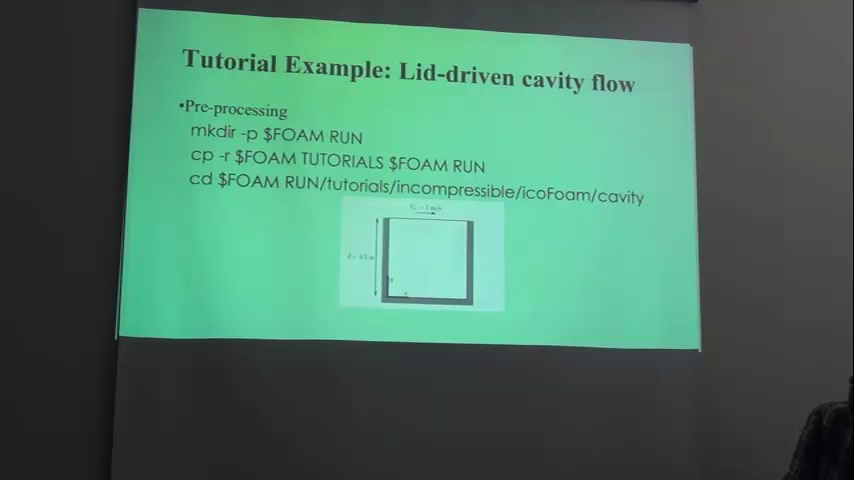 Tutorial Example: Lid-driven cavity flow
•Pre-processing
mkdir -p $FOAM RUN
cp -r $FOAM TUTORIALS $FOAM RUN
cd $FOAM RUN/tutorials/incompressible/icoFoam/cavity